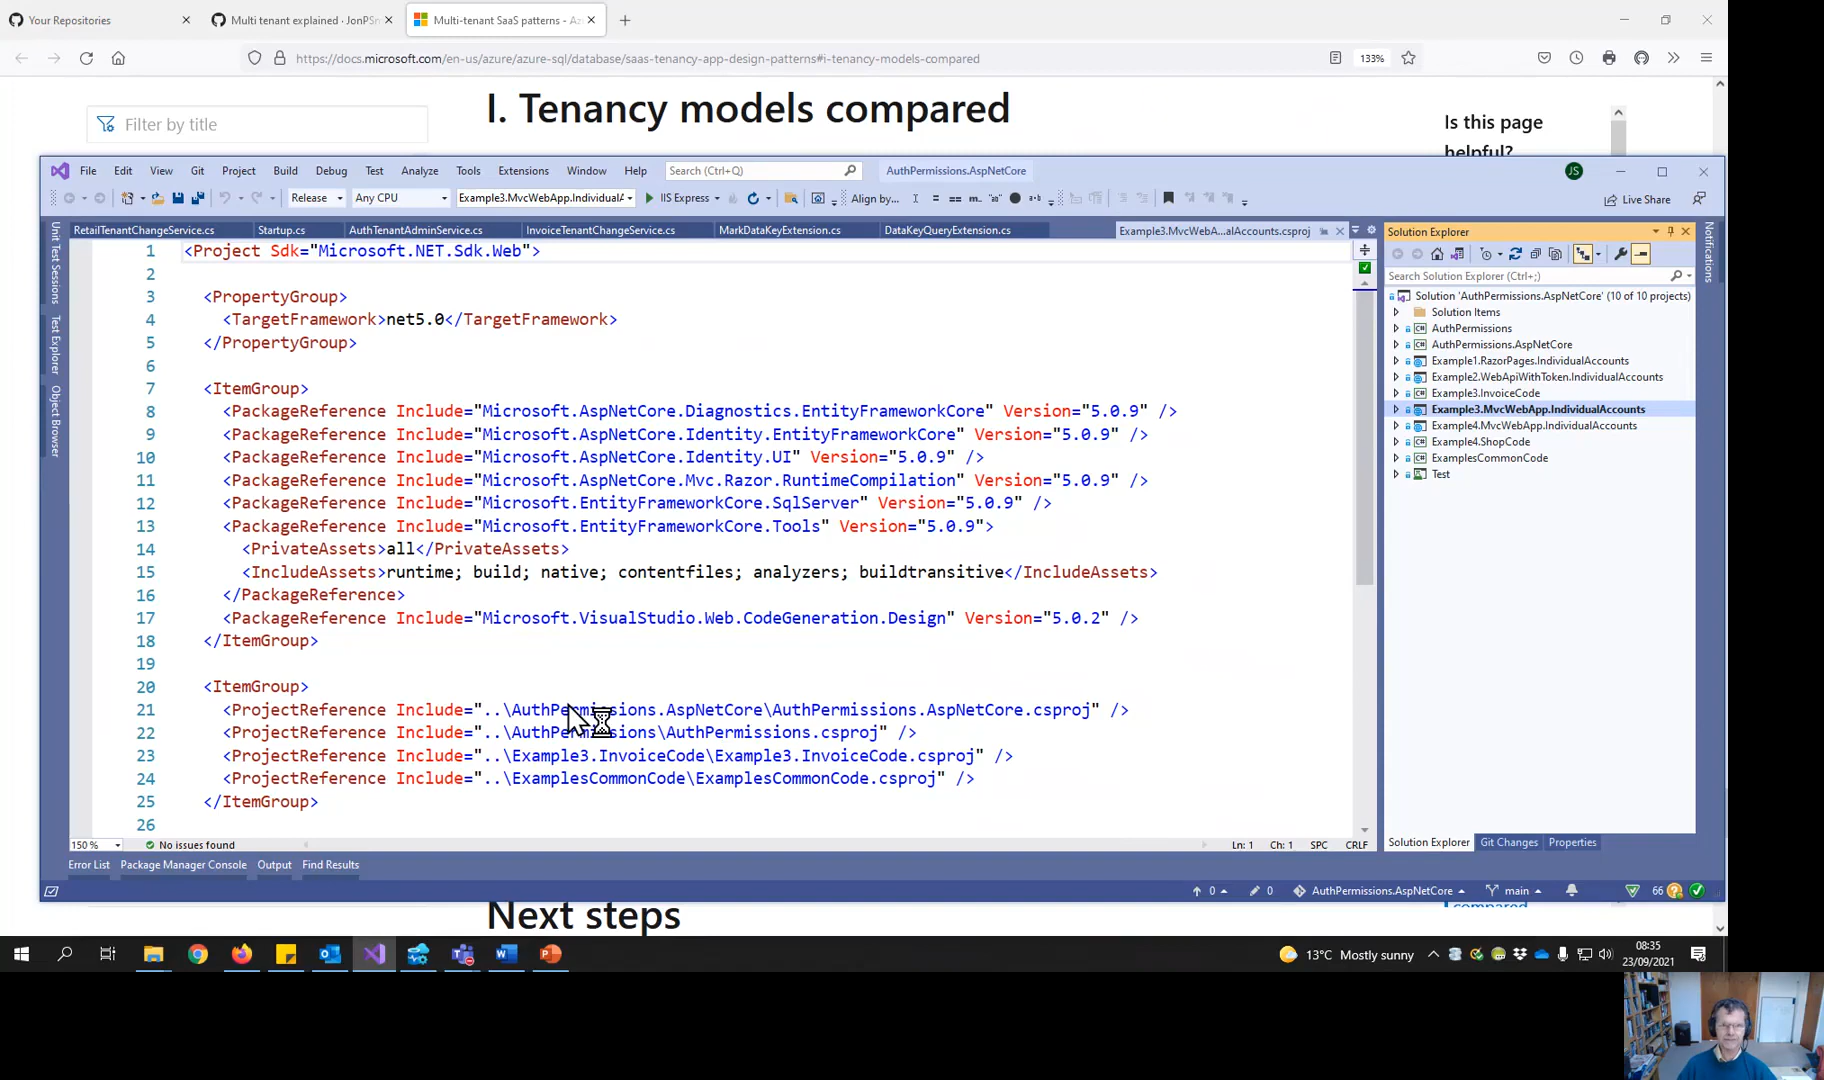 Your Repositories
Multi tenant explained · JonPSm
Multi-tenant SaaS patterns - Az
https://docs.microsoft.com/en-us/azure/azure-sql/database/saas-tenancy-app-design-patterns#i-tenancy-models-compared
133%
Filter by title
I. Tenancy models compared
Is this page
helpful?
File Edit View Git Project Build Debug Test Analyze Tools Extensions Window Help
Search (Ctrl+Q)
AuthPermissions.AspNetCore
JS
Release
Any CPU
Example3.MvcWebApp.IndividualA
IIS Express
Align by...
Live Share
Unit Test Sessions
Test Explorer
Object Browser
RetailTenantChangeService.cs
Startup.cs
AuthTenantAdminService.cs
InvoiceTenantChangeService.cs
MarkDataKeyExtension.cs
DataKeyQueryExtension.cs
Example3.MvcWebA...alAccounts.csproj
1 <Project Sdk="Microsoft.NET.Sdk.Web">
2
3 <PropertyGroup>
4 <TargetFramework>net5.0</TargetFramework>
5 </PropertyGroup>
6
7 <ItemGroup>
8 <PackageReference Include="Microsoft.AspNetCore.Diagnostics.EntityFrameworkCore" Version="5.0.9" />
9 <PackageReference Include="Microsoft.AspNetCore.Identity.EntityFrameworkCore" Version="5.0.9" />
10 <PackageReference Include="Microsoft.AspNetCore.Identity.UI" Version="5.0.9" />
11 <PackageReference Include="Microsoft.AspNetCore.Mvc.Razor.RuntimeCompilation" Version="5.0.9" />
12 <PackageReference Include="Microsoft.EntityFrameworkCore.SqlServer" Version="5.0.9" />
13 <PackageReference Include="Microsoft.EntityFrameworkCore.Tools" Version="5.0.9">
14 <PrivateAssets>all</PrivateAssets>
15 <IncludeAssets>runtime; build; native; contentfiles; analyzers; buildtransitive</IncludeAssets>
16 </PackageReference>
17 <PackageReference Include="Microsoft.VisualStudio.Web.CodeGeneration.Design" Version="5.0.2" />
18 </ItemGroup>
19
20 <ItemGroup>
21 <ProjectReference Include="..\AuthPermissions.AspNetCore\AuthPermissions.AspNetCore.csproj" />
22 <ProjectReference Include="..\AuthPermissions\AuthPermissions.csproj" />
23 <ProjectReference Include="..\Example3.InvoiceCode\Example3.InvoiceCode.csproj" />
24 <ProjectReference Include="..\ExamplesCommonCode\ExamplesCommonCode.csproj" />
25 </ItemGroup>
26
Solution Explorer
Search Solution Explorer (Ctrl+;)
Solution 'AuthPermissions.AspNetCore' (10 of 10 projects)
Solution Items
AuthPermissions
AuthPermissions.AspNetCore
Example1.RazorPages.IndividualAccounts
Example2.WebApiWithToken.IndividualAccounts
Example3.InvoiceCode
Example3.MvcWebApp.IndividualAccounts
Example4.MvcWebApp.IndividualAccounts
Example4.ShopCode
ExamplesCommonCode
Test
Notifications
150 %
No issues found
Ln: 1 Ch: 1 SPC CRLF
Solution Explorer Git Changes Properties
Error List Package Manager Console Output Find Results
0
0
AuthPermissions.AspNetCore
main
66
compared
Next steps
13°C Mostly sunny
08:35
23/09/2021